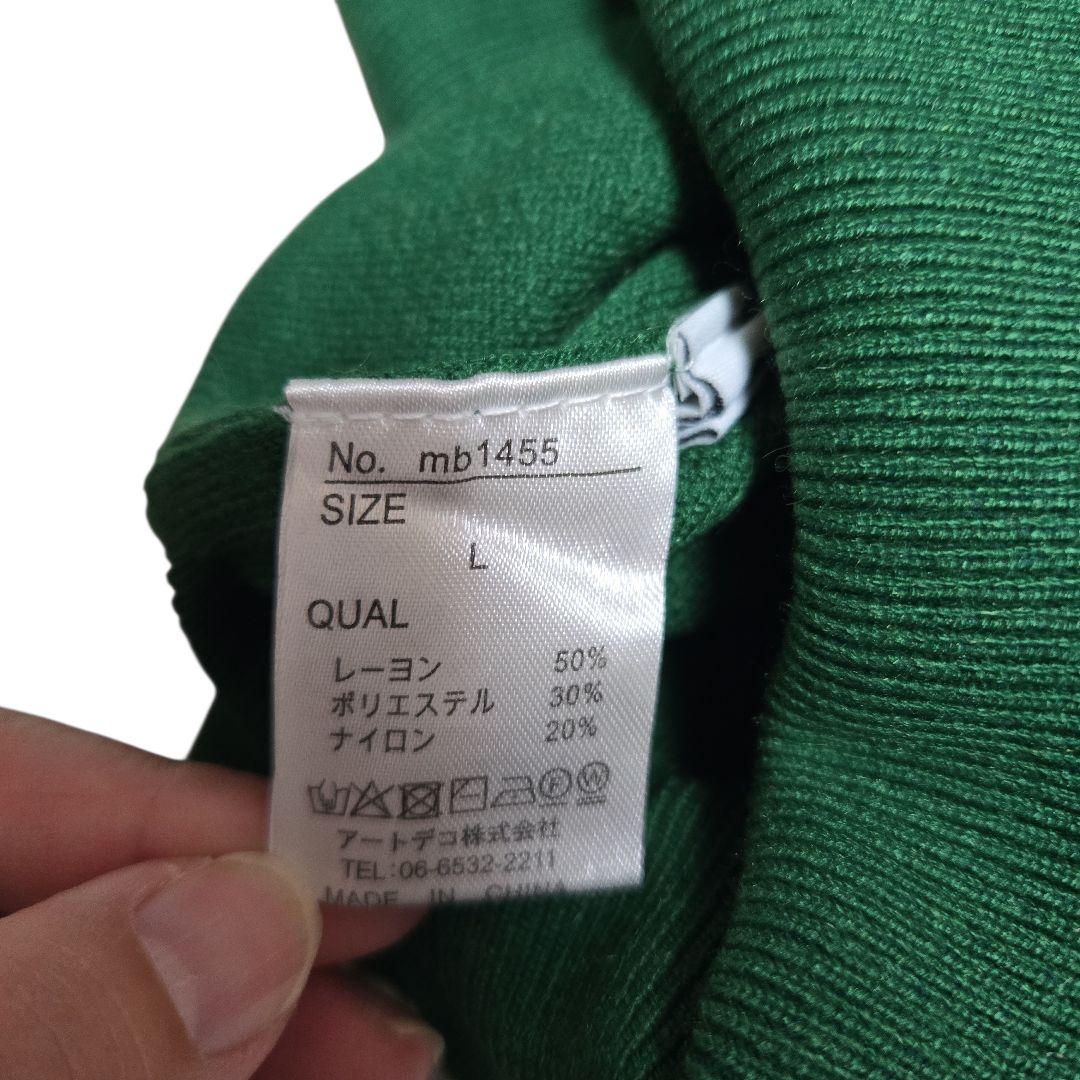 No. mb1455
SIZE
L
QUAL
レーヨン 50%
ポリエステル 30%
ナイロン 20%
アートデコ株式会社
TEL:06-6532-2211
MADE IN CHINA